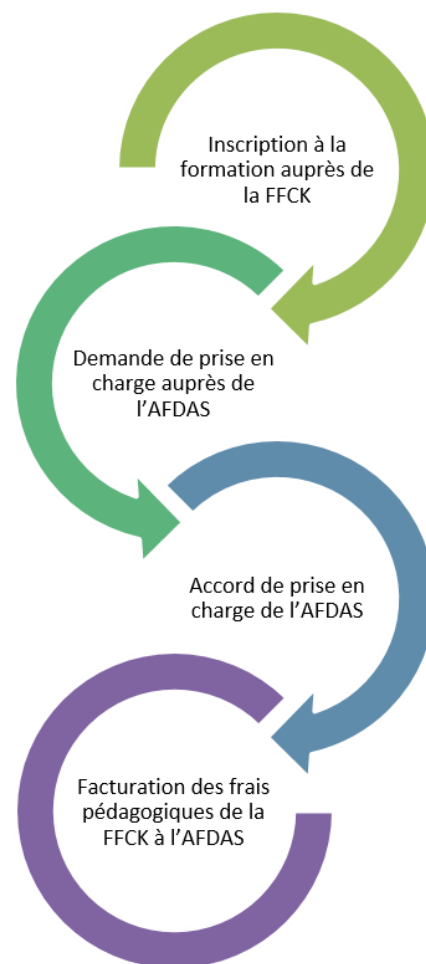 Inscription à la
formation auprès de
la FFCK
Demande de prise en
charge auprès de
l’AFDAS
Accord de prise en
charge de l’AFDAS
Facturation des frais
pédagogiques de la
FFCK à l’AFDAS